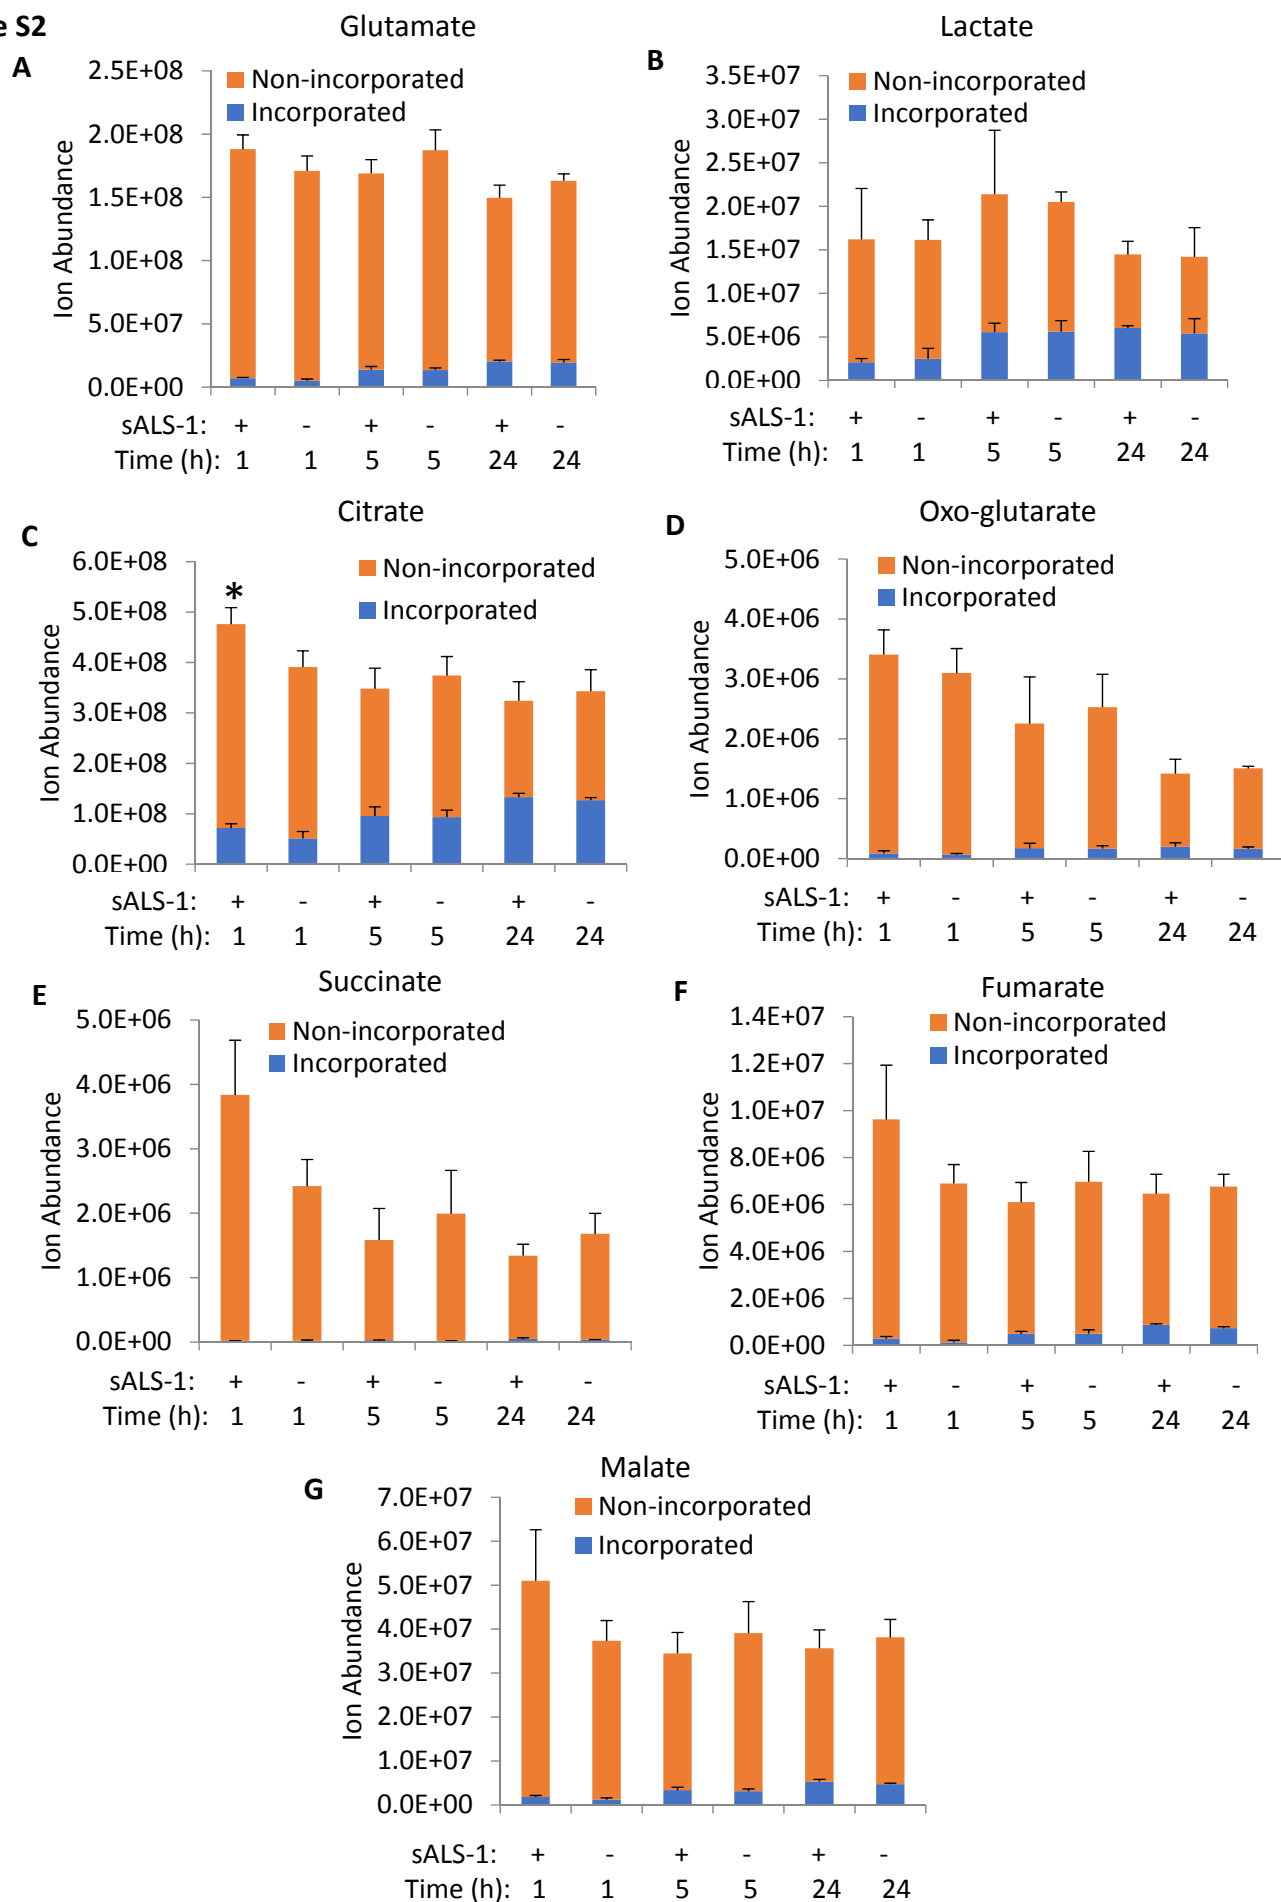 e S2
Glutamate
A
2.5E+08
2.0E+08
1.5E+08
1.0E+08
5.0E+07
0.0E+00
Ion Abundance
Non-incorporated
Incorporated
sALS-1: + - + - + -
Time (h): 1 1 5 5 24 24
Lactate
B
3.5E+07
3.0E+07
2.5E+07
2.0E+07
1.5E+07
1.0E+07
5.0E+06
0.0E+00
Ion Abundance
Non-incorporated
Incorporated
sALS-1: + - + - + -
Time (h): 1 1 5 5 24 24
Citrate
C
6.0E+08
5.0E+08
4.0E+08
3.0E+08
2.0E+08
1.0E+08
0.0E+00
Ion Abundance
Non-incorporated
Incorporated
*
sALS-1: + - + - + -
Time (h): 1 1 5 5 24 24
Oxo-glutarate
D
5.0E+06
4.0E+06
3.0E+06
2.0E+06
1.0E+06
0.0E+00
Ion Abundance
Non-incorporated
Incorporated
sALS-1: + - + - + -
Time (h): 1 1 5 5 24 24
Succinate
E
5.0E+06
4.0E+06
3.0E+06
2.0E+06
1.0E+06
0.0E+00
Ion Abundance
Non-incorporated
Incorporated
sALS-1: + - + - + -
Time (h): 1 1 5 5 24 24
Fumarate
F
1.4E+07
1.2E+07
1.0E+07
8.0E+06
6.0E+06
4.0E+06
2.0E+06
0.0E+00
Ion Abundance
Non-incorporated
Incorporated
sALS-1: + - + - + -
Time (h): 1 1 5 5 24 24
Malate
G
7.0E+07
6.0E+07
5.0E+07
4.0E+07
3.0E+07
2.0E+07
1.0E+07
0.0E+00
Ion Abundance
Non-incorporated
Incorporated
sALS-1: + - + - + -
Time (h): 1 1 5 5 24 24